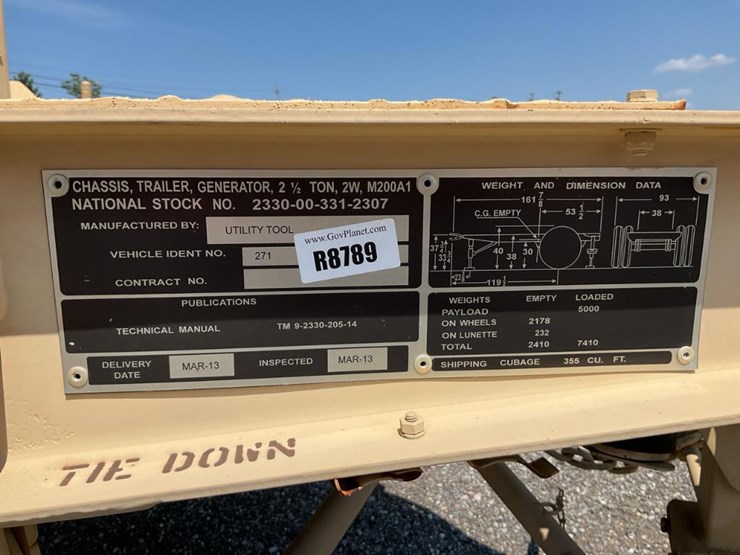 CHASSIS, TRAILER, GENERATOR, 2 ½ TON, 2W, M200A1
NATIONAL STOCK NO. 2330-00-331-2307
MANUFACTURED BY: UTILITY TOOL
VEHICLE IDENT NO. 271
CONTRACT NO.
www.GovPlanet.com
R8789
PUBLICATIONS
TECHNICAL MANUAL TM 9-2330-205-14
DELIVERY DATE MAR-13 INSPECTED MAR-13
WEIGHT AND DIMENSION DATA
161 7/8
93
C.G. EMPTY
53 1/2
38
37
33
40
38
30
119
WEIGHTS EMPTY LOADED
PAYLOAD 5000
ON WHEELS 2178
ON LUNETTE 232
TOTAL 2410 7410
SHIPPING CUBAGE 355 CU. FT.
TIE DOWN